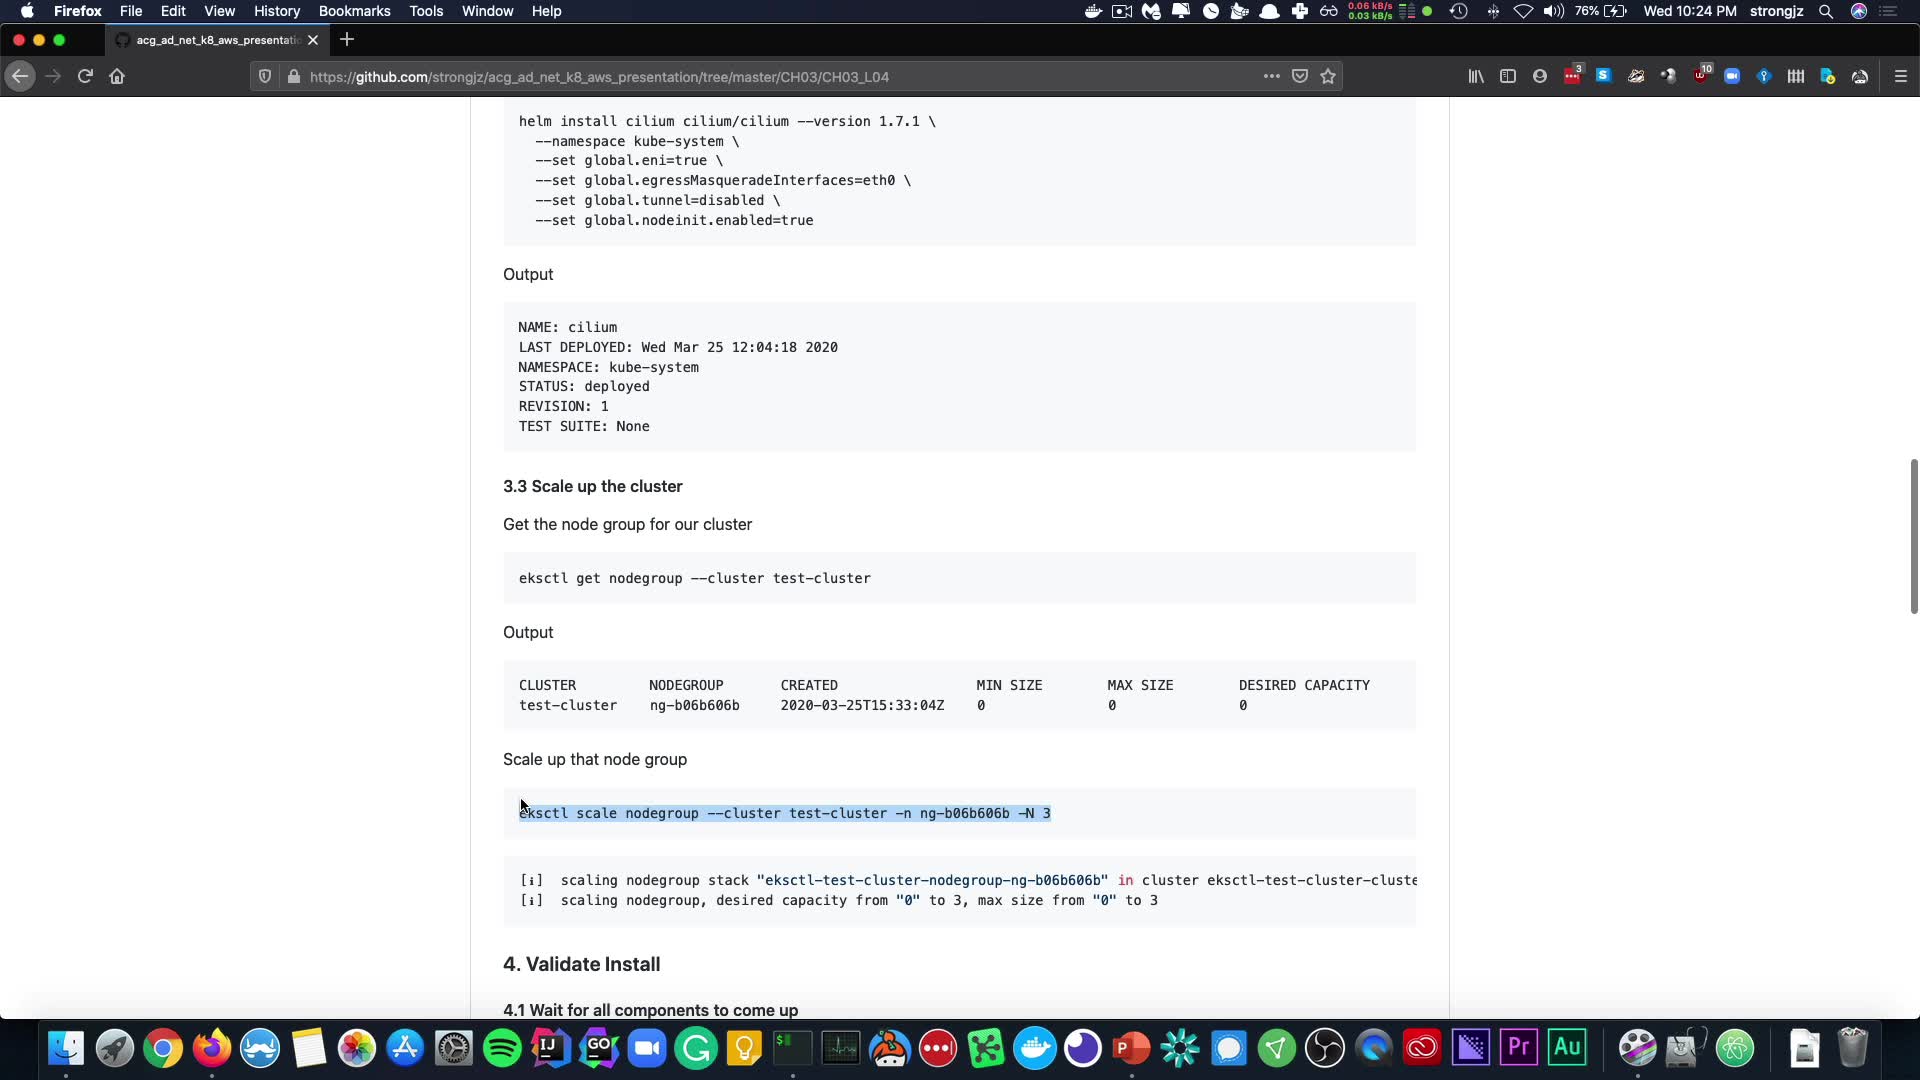 Firefox File Edit View History Bookmarks Tools Window Help 0.06 kB/s 0.03 kB/s 76% Wed 10:24 PM strongjz
acg_ad_net_k8_aws_presentatic
https://github.com/strongjz/acg_ad_net_k8_aws_presentation/tree/master/CH03/CH03_L04 3 10
helm install cilium cilium/cilium --version 1.7.1 \
--namespace kube-system \
--set global.eni=true \
--set global.egressMasqueradeInterfaces=eth0 \
--set global.tunnel=disabled \
--set global.nodeinit.enabled=true
Output
NAME: cilium
LAST DEPLOYED: Wed Mar 25 12:04:18 2020
NAMESPACE: kube-system
STATUS: deployed
REVISION: 1
TEST SUITE: None
3.3 Scale up the cluster
Get the node group for our cluster
eksctl get nodegroup --cluster test-cluster
Output
CLUSTER NODEGROUP CREATED MIN SIZE MAX SIZE DESIRED CAPACITY
test-cluster ng-b06b606b 2020-03-25T15:33:04Z 0 0 0
Scale up that node group
eksctl scale nodegroup --cluster test-cluster -n ng-b06b606b -N 3
[ℹ] scaling nodegroup stack "eksctl-test-cluster-nodegroup-ng-b06b606b" in cluster eksctl-test-cluster-cluste
[ℹ] scaling nodegroup, desired capacity from "0" to 3, max size from "0" to 3
4. Validate Install
4.1 Wait for all components to come up
IJ GO $ P Pr Au